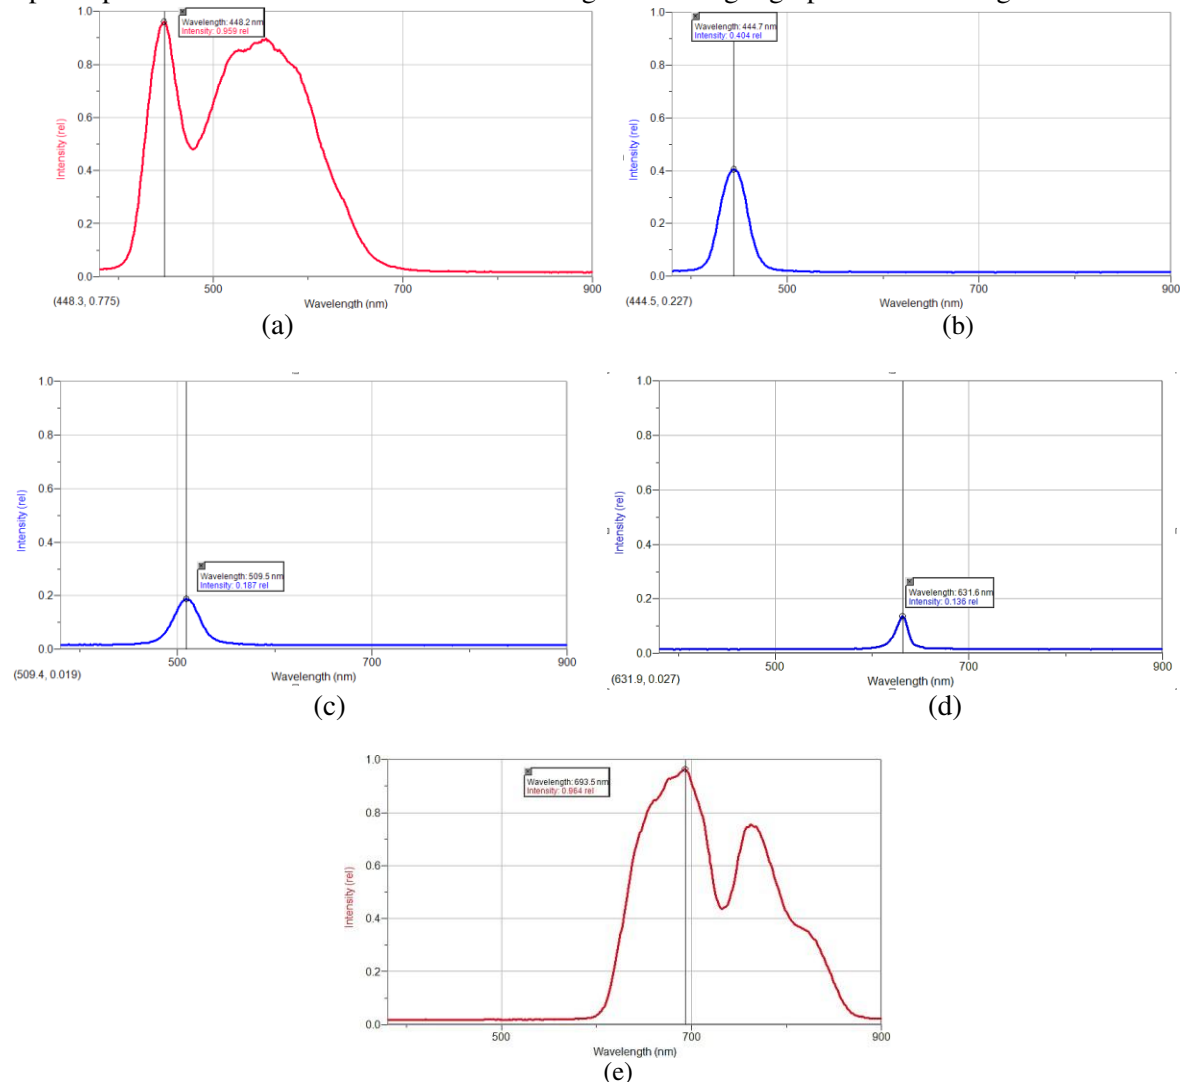 1.0
0.8
0.6
0.4
0.2
0.0
Intensity (rel)
Wavelength: 448.2 nm
Intensity: 0.959 rel
500
700
900
(448.3, 0.775)
Wavelength (nm)
(a)
1.0
0.8
0.6
0.4
0.2
0.0
Intensity (rel)
Wavelength: 444.7 nm
Intensity: 0.404 rel
500
700
900
(444.5, 0.227)
Wavelength (nm)
(b)
1.0
0.8
0.6
0.4
0.2
0.0
Intensity (rel)
Wavelength: 509.5 nm
Intensity: 0.187 rel
500
700
900
(509.4, 0.019)
Wavelength (nm)
(c)
1.0
0.8
0.6
0.4
0.2
0.0
Intensity (rel)
Wavelength: 631.6 nm
Intensity: 0.136 rel
500
700
900
(631.9, 0.027)
Wavelength (nm)
(d)
1.0
0.8
0.6
0.4
0.2
0.0
Intensity (rel)
Wavelength: 693.5 nm
Intensity: 0.964 rel
500
700
900
Wavelength (nm)
(e)